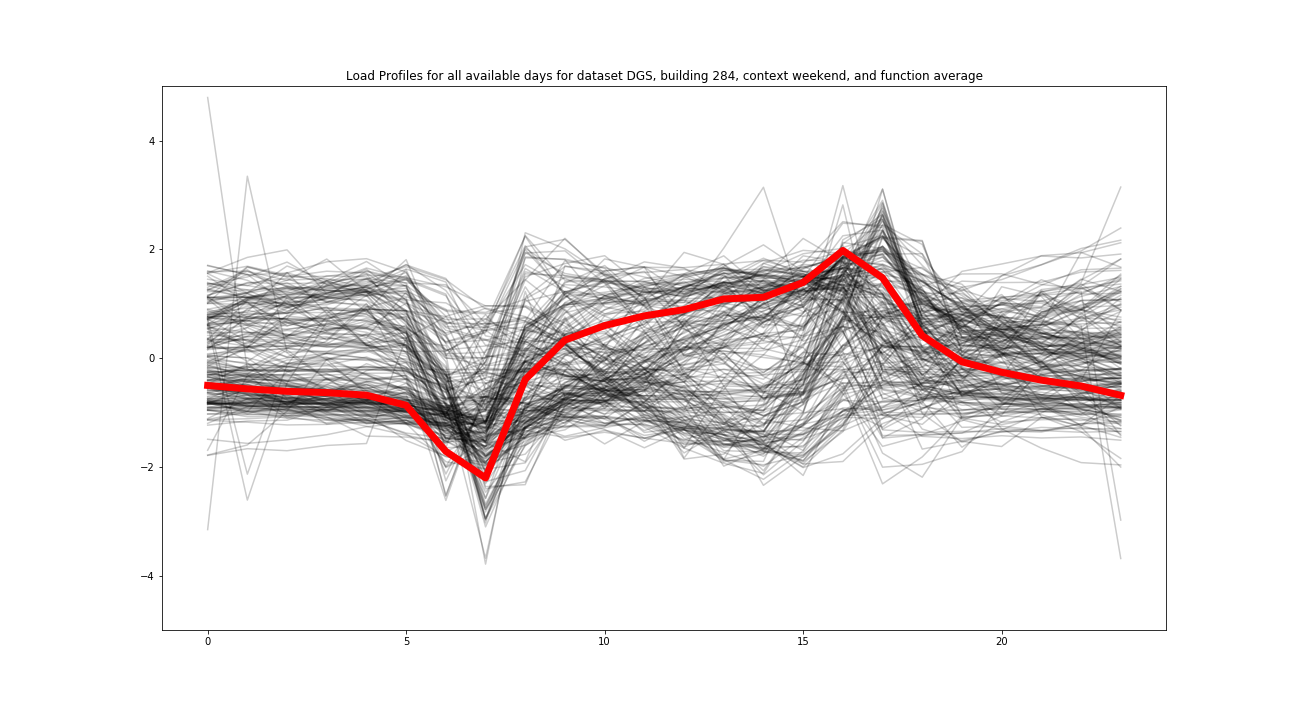 Load Profiles for all available days for dataset DGS, building 284, context weekend, and function average
4
2
0
−2
−4
0 5 10 15 20